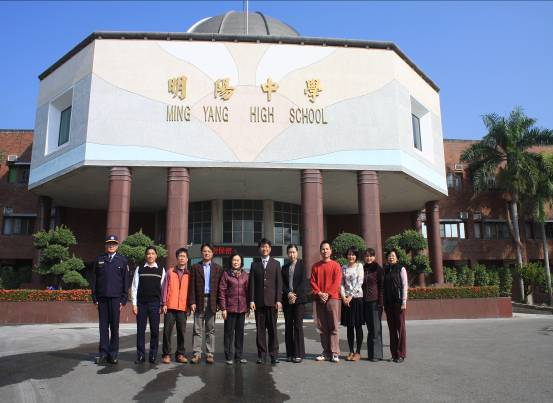 明陽中學
MING YANG HIGH SCHOOL